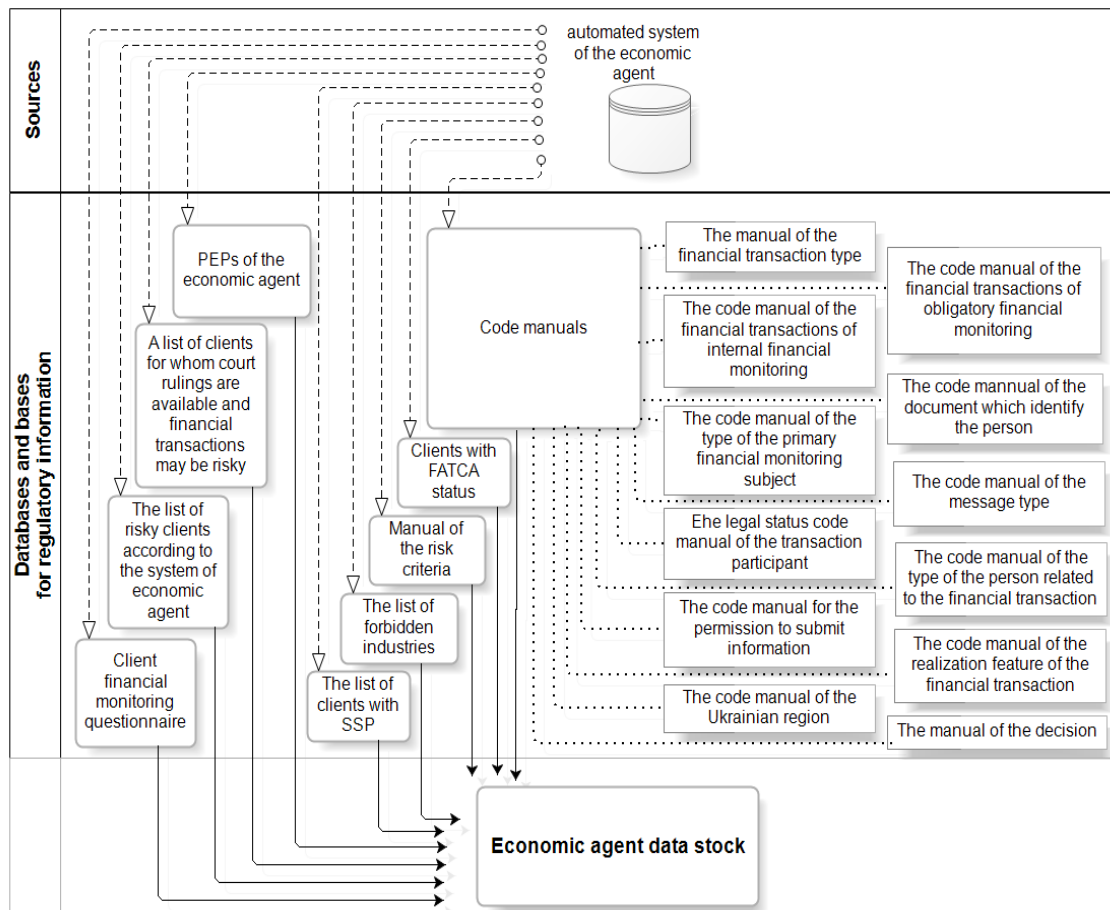 Sources
automated system
of the economic
agent
Databases and bases
for regulatory information
PEPs of the
economic agent
A list of clients
for whom court
rulings are
available and
financial
transactions
may be risky
The list of
risky clients
according to
the system of
economic
agent
Client
financial
monitoring
questionnaire
Clients with
FATCA
status
Manual of
the risk
criteria
The list of
forbidden
industries
The list of
clients with
SSP
Code manuals
The manual of the
financial transaction type
The code manual of the
financial transactions of
internal financial
monitoring
The code manual of the
type of the primary
financial monitoring
subject
Ehe legal status code
manual of the transaction
participant
The code manual for the
permission to submit
information
The code manual of the
Ukrainian region
The code manual of the
financial transactions of
obligatory financial
monitoring
The code mannual of the
document which identify
the person
The code manual of the
message type
The code manual of the
type of the person related
to the financial transaction
The code manual of the
realization feature of the
financial transaction
The manual of the decision
Economic agent data stock